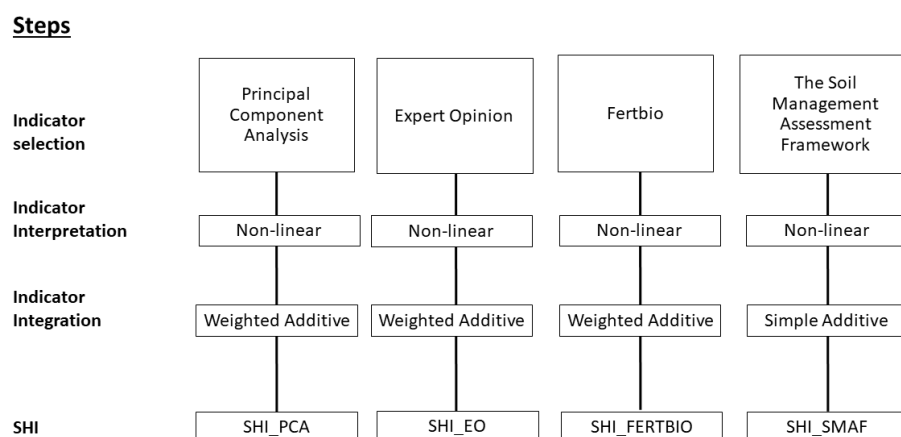 Steps
Indicator
selection
Principal
Component
Analysis
Expert Opinion
Fertbio
The Soil
Management
Assessment
Framework
Indicator
Interpretation
Non-linear
Non-linear
Non-linear
Non-linear
Indicator
Integration
Weighted Additive
Weighted Additive
Weighted Additive
Simple Additive
SHI
SHI_PCA
SHI_EO
SHI_FERTBIO
SHI_SMAF